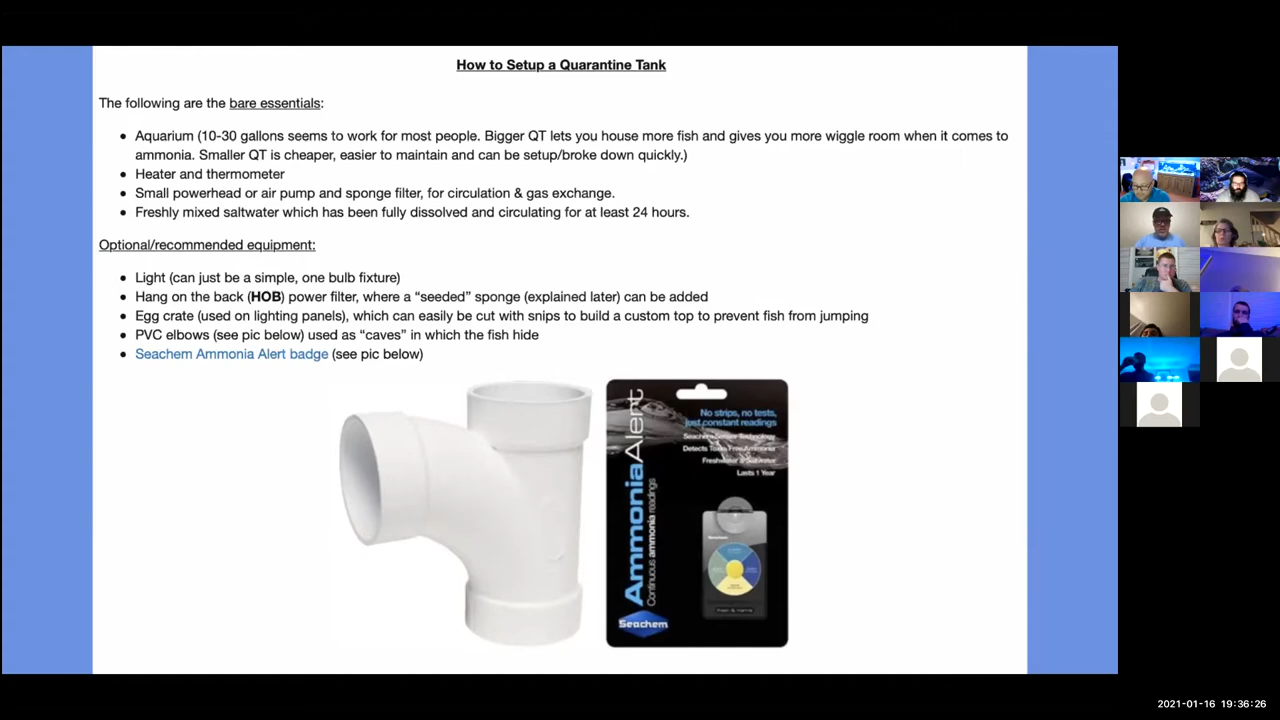 How to Setup a Quarantine Tank
The following are the bare essentials:
• Aquarium (10-30 gallons seems to work for most people. Bigger QT lets you house more fish and gives you more wiggle room when it comes to
ammonia. Smaller QT is cheaper, easier to maintain and can be setup/broke down quickly.)
• Heater and thermometer
• Small powerhead or air pump and sponge filter, for circulation & gas exchange.
• Freshly mixed saltwater which has been fully dissolved and circulating for at least 24 hours.
Optional/recommended equipment:
• Light (can just be a simple, one bulb fixture)
• Hang on the back (HOB) power filter, where a “seeded” sponge (explained later) can be added
• Egg crate (used on lighting panels), which can easily be cut with snips to build a custom top to prevent fish from jumping
• PVC elbows (see pic below) used as “caves” in which the fish hide
• Seachem Ammonia Alert badge (see pic below)
AmmoniaAlert
Continuous ammonia readings
No strips, no tests,
just constant readings
Freshwater & Saltwater
Lasts 1 Year
Seachem
2021-01-16 19:36:26